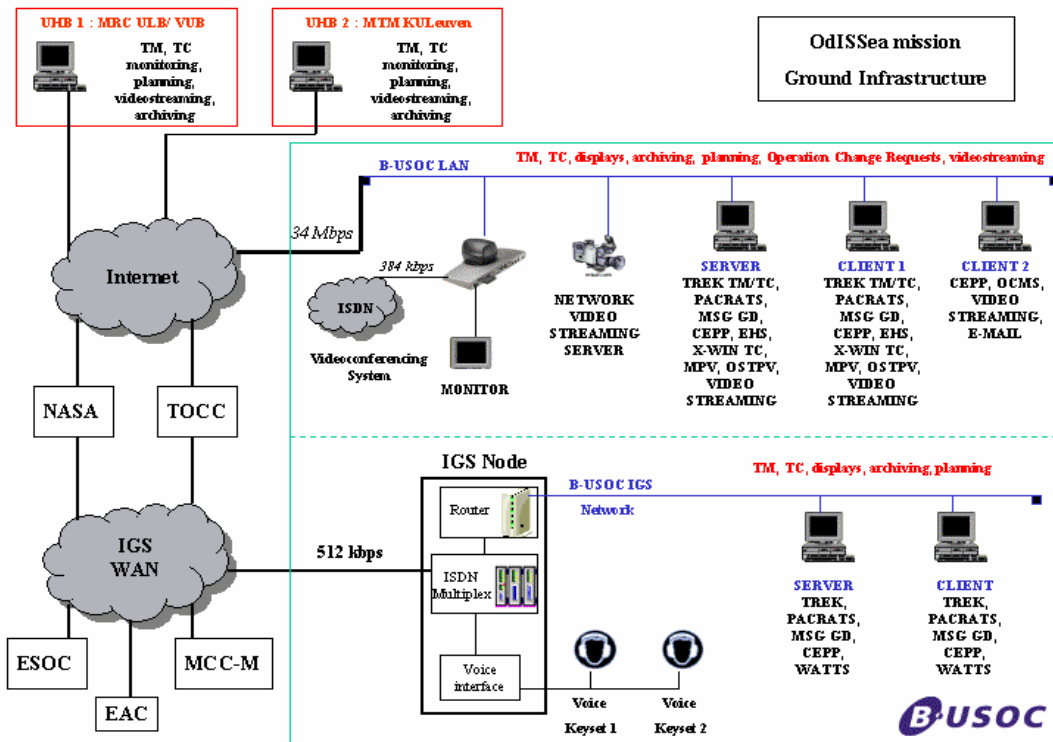 UHB 1 : MRC ULB/ VUB
TM, TC
monitoring,
planning,
videostreaming,
archiving
UHB 2 : MTM KULeuven
TM, TC
monitoring,
planning,
videostreaming,
archiving
OdISSea mission
Ground Infrastructure
TM, TC, displays, archiving, planning, Operation Change Requests, videostreaming
B-USOC LAN
34 Mbps
Internet
384 kbps
ISDN
Videoconferencing
System
MONITOR
NETWORK
VIDEO
STREAMING
SERVER
SERVER
TREK TM/TC,
PACRATS,
MSG GD,
CEPP, EHS,
X-WIN TC,
MPV, OSTPV,
VIDEO
STREAMING
CLIENT 1
TREK TM/TC,
PACRATS,
MSG GD,
CEPP, EHS,
X-WIN TC,
MPV, OSTPV,
VIDEO
STREAMING
CLIENT 2
CEPP, OCMS,
VIDEO
STREAMING,
E-MAIL
NASA
TOCC
IGS Node
TM, TC, displays, archiving, planning
B-USOC IGS
Network
Router
IGS
WAN
512 kbps
ISDN
Multiplex
SERVER
TREK,
PACRATS,
MSG GD,
CEPP,
WATTS
CLIENT
TREK,
PACRATS,
MSG GD,
CEPP,
WATTS
ESOC
MCC-M
EAC
Voice
interface
Voice
Keyset 1
Voice
Keyset 2
B.USOC